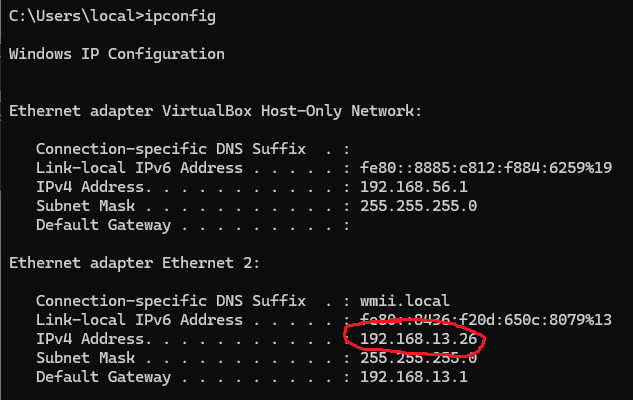 C:\Users\local>ipconfig
Windows IP Configuration
Ethernet adapter VirtualBox Host-Only Network:
Connection-specific DNS Suffix . :
Link-local IPv6 Address . . . . . : fe80::8885:c812:f884:6259%19
IPv4 Address. . . . . . . . . . . : 192.168.56.1
Subnet Mask . . . . . . . . . . . : 255.255.255.0
Default Gateway . . . . . . . . . :
Ethernet adapter Ethernet 2:
Connection-specific DNS Suffix . : wmii.local
Link-local IPv6 Address . . . . . : fe80::8436:f20d:650c:8079%13
IPv4 Address. . . . . . . . . . . : 192.168.13.26
Subnet Mask . . . . . . . . . . . : 255.255.255.0
Default Gateway . . . . . . . . . : 192.168.13.1